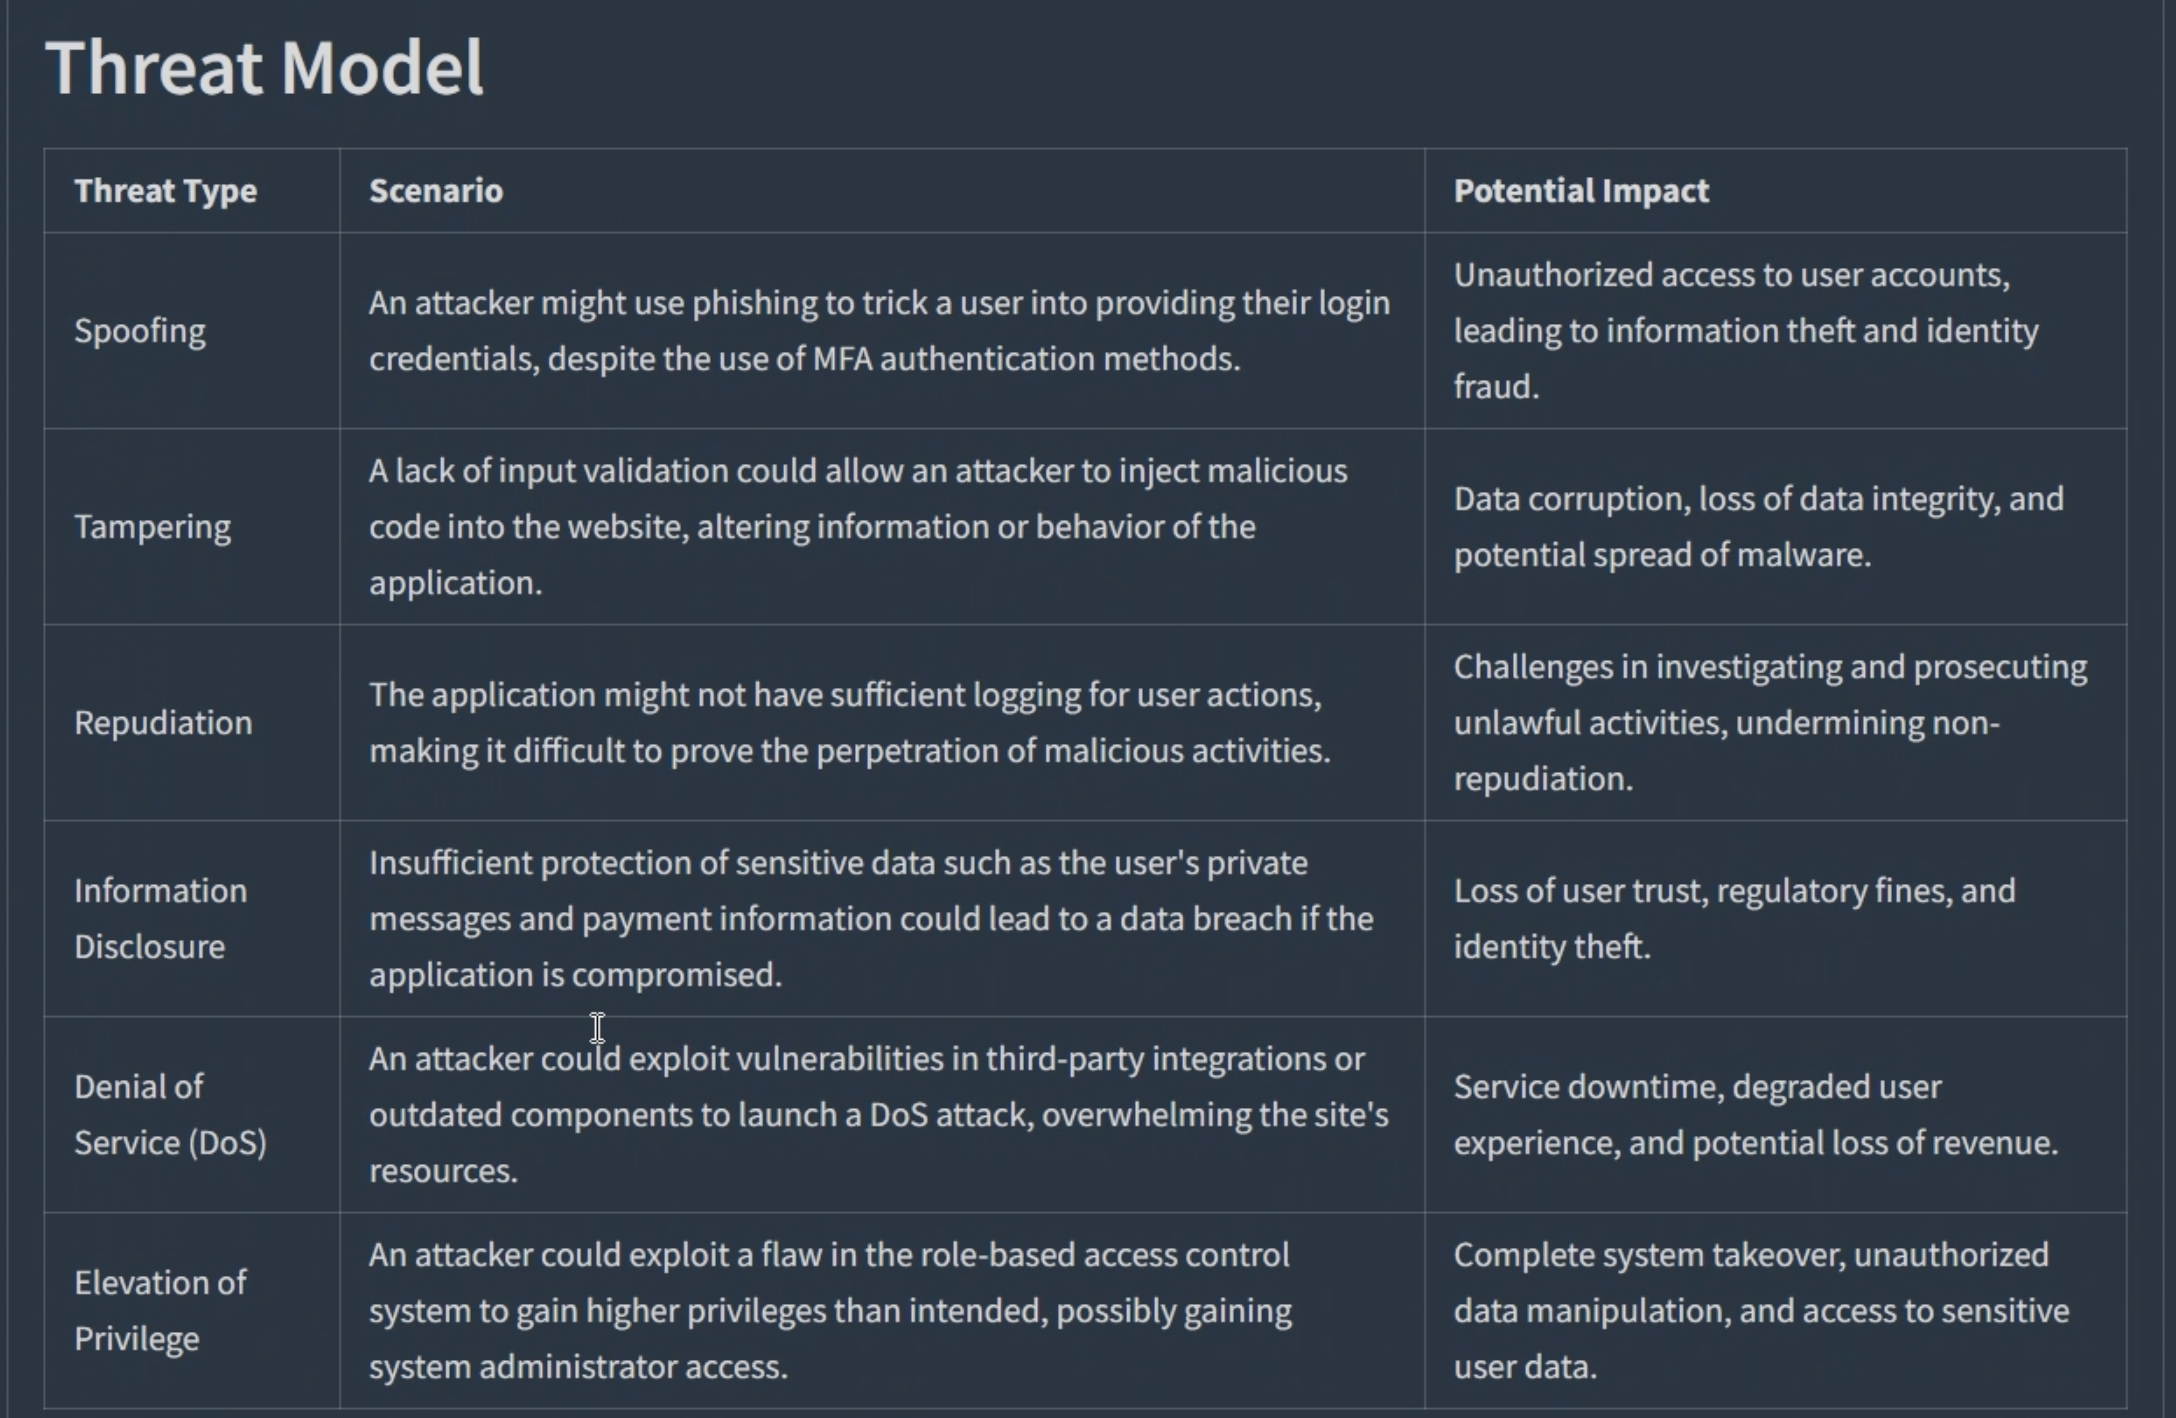 Threat Model
Threat Type
Scenario
Potential Impact
Spoofing
An attacker might use phishing to trick a user into providing their login
credentials, despite the use of MFA authentication methods.
Unauthorized access to user accounts,
leading to information theft and identity
fraud.
Tampering
A lack of input validation could allow an attacker to inject malicious
code into the website, altering information or behavior of the
application.
Data corruption, loss of data integrity, and
potential spread of malware.
Repudiation
The application might not have sufficient logging for user actions,
making it difficult to prove the perpetration of malicious activities.
Challenges in investigating and prosecuting
unlawful activities, undermining non-
repudiation.
Information
Disclosure
Insufficient protection of sensitive data such as the user's private
messages and payment information could lead to a data breach if the
application is compromised.
Loss of user trust, regulatory fines, and
identity theft.
Denial of
Service (DoS)
An attacker could exploit vulnerabilities in third-party integrations or
outdated components to launch a DoS attack, overwhelming the site's
resources.
Service downtime, degraded user
experience, and potential loss of revenue.
Elevation of
Privilege
An attacker could exploit a flaw in the role-based access control
system to gain higher privileges than intended, possibly gaining
system administrator access.
Complete system takeover, unauthorized
data manipulation, and access to sensitive
user data.